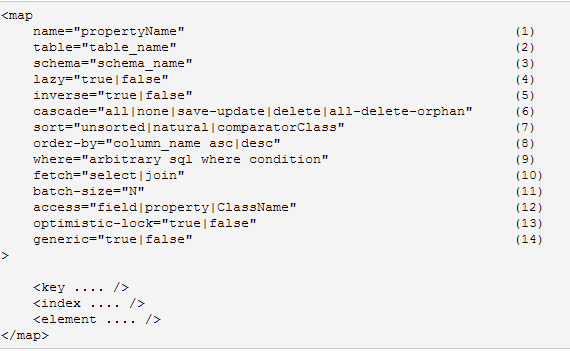 <map
name="propertyName" (1)
table="table_name" (2)
schema="schema_name" (3)
lazy="true|false" (4)
inverse="true|false" (5)
cascade="all|none|save-update|delete|all-delete-orphan" (6)
sort="unsorted|natural|comparatorClass" (7)
order-by="column_name asc|desc" (8)
where="arbitrary sql where condition" (9)
fetch="select|join" (10)
batch-size="N" (11)
access="field|property|ClassName" (12)
optimistic-lock="true|false" (13)
generic="true|false" (14)
>
<key .... />
<index .... />
<element .... />
</map>